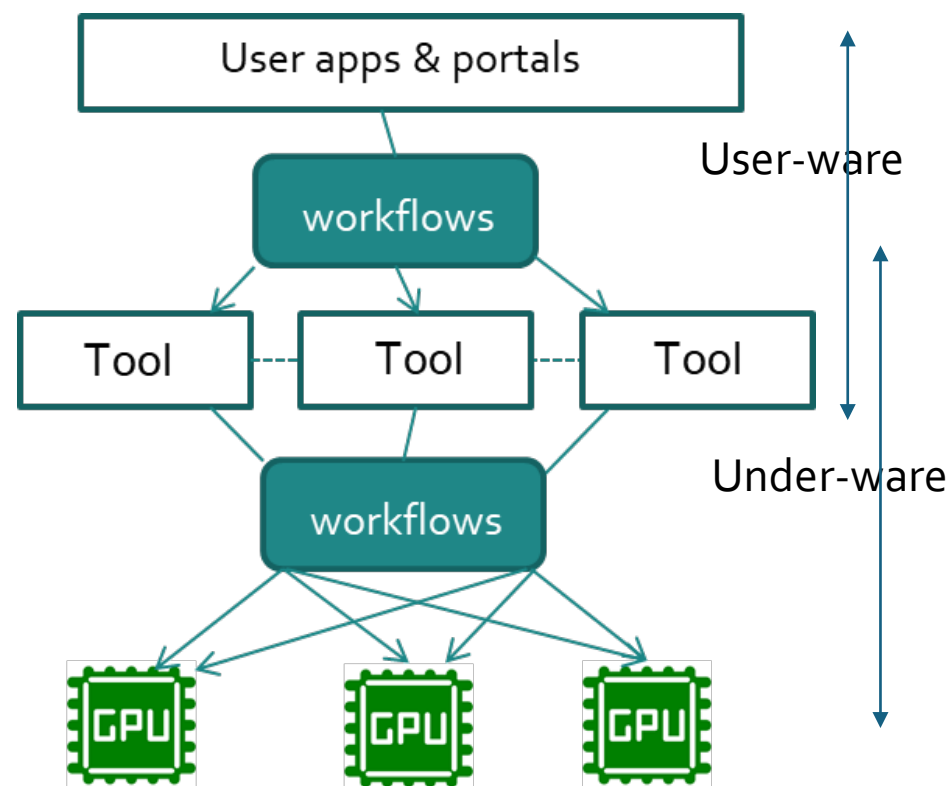 User apps & portals
User-ware
workflows
Tool
Tool
Tool
Under-ware
workflows
GPU
GPU
GPU